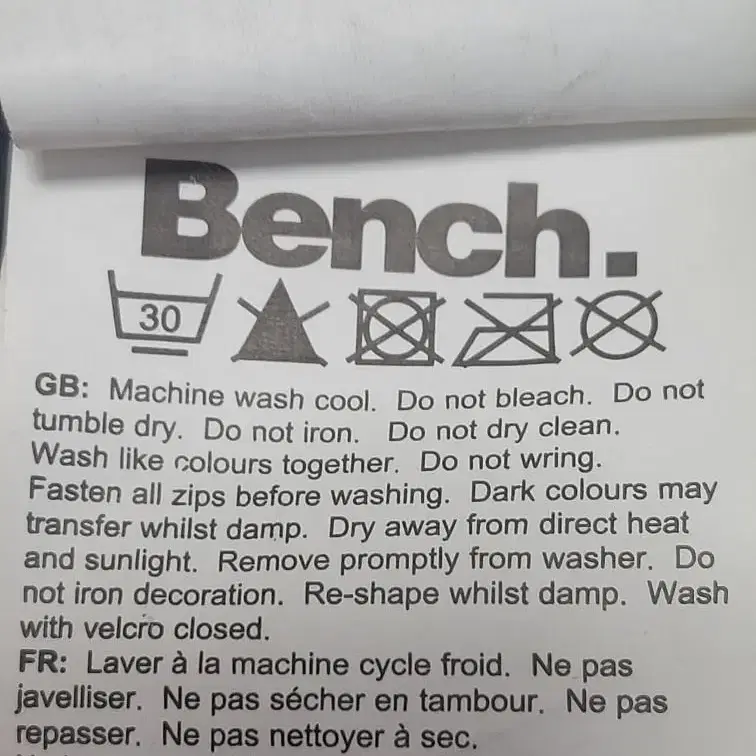 Bench.
30
GB: Machine wash cool. Do not bleach. Do not
tumble dry. Do not iron. Do not dry clean.
Wash like colours together. Do not wring.
Fasten all zips before washing. Dark colours may
transfer whilst damp. Dry away from direct heat
and sunlight. Remove promptly from washer. Do
not iron decoration. Re-shape whilst damp. Wash
with velcro closed.
FR: Laver à la machine cycle froid. Ne pas
javelliser. Ne pas sécher en tambour. Ne pas
repasser. Ne pas nettoyer à sec.